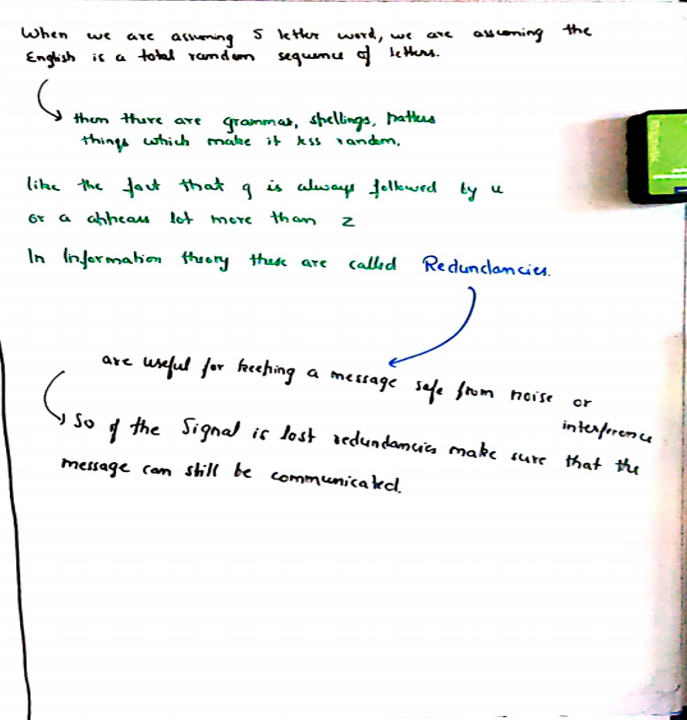 When we are assuming 5 letter word, we are assuming the
English is a total random sequence of letters.
then there are grammar, spellings, patterns
things which make it less random.
like the fact that q is always followed by u
or a appears lot more than z
In Information theory these are called Redundancies.
are useful for keeping a message safe from noise or
interference
So if the Signal is lost redundancies make sure that the
message can still be communicated.